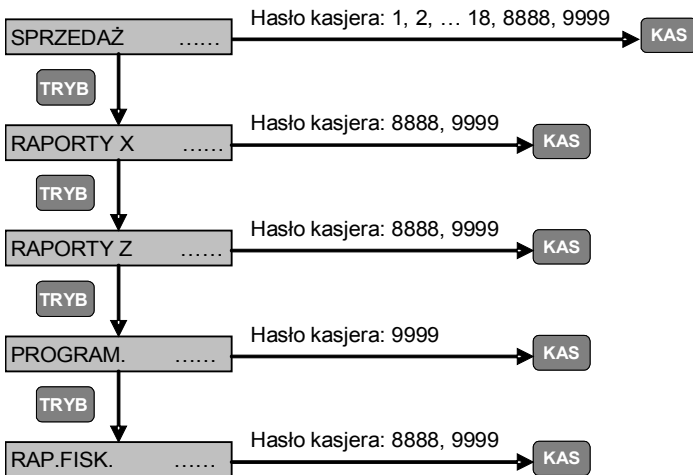 Hasło kasjera: 1, 2, … 18, 8888, 9999
SPRZEDAŻ …… KAS
TRYB
Hasło kasjera: 8888, 9999
RAPORTY X …… KAS
TRYB
Hasło kasjera: 8888, 9999
RAPORTY Z …… KAS
TRYB
Hasło kasjera: 9999
PROGRAM. …… KAS
TRYB
Hasło kasjera: 8888, 9999
RAP.FISK. …… KAS